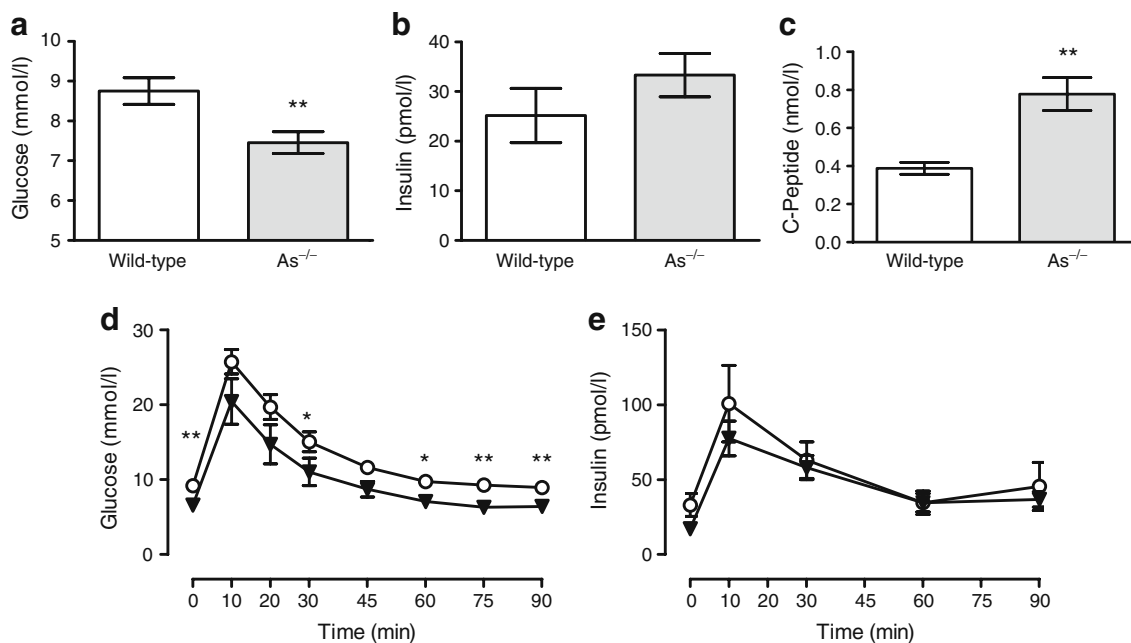 a
Glucose (mmol/l)
10
9
8
7
6
5
**
Wild-type
As−/−
b
Insulin (pmol/l)
40
30
20
10
0
Wild-type
As−/−
c
C-Peptide (nmol/l)
1.0
0.8
0.6
0.4
0.2
0.0
**
Wild-type
As−/−
d
Glucose (mmol/l)
30
20
10
0
**
*
*
**
**
0 10 20 30 45 60 75 90
Time (min)
e
Insulin (pmol/l)
150
100
50
0
0 10 20 30 45 60 75 90
Time (min)